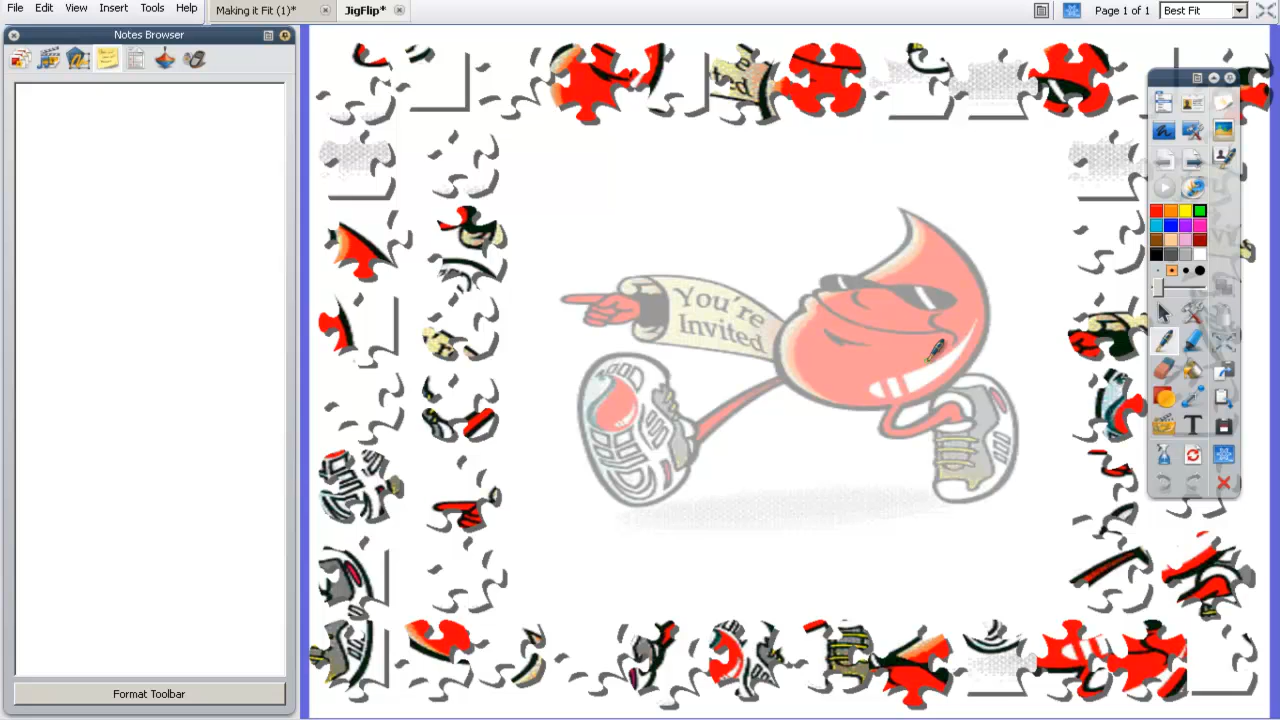 File Edit View Insert Tools Help
Making it Fit (1)*
JigFlip*
Page 1 of 1
Best Fit
Notes Browser
You're
Invited
Format Toolbar